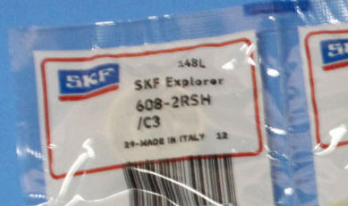 148L
SKF
SKF Explorer
608-2RSH
/C3
29-MADE IN ITALY 12